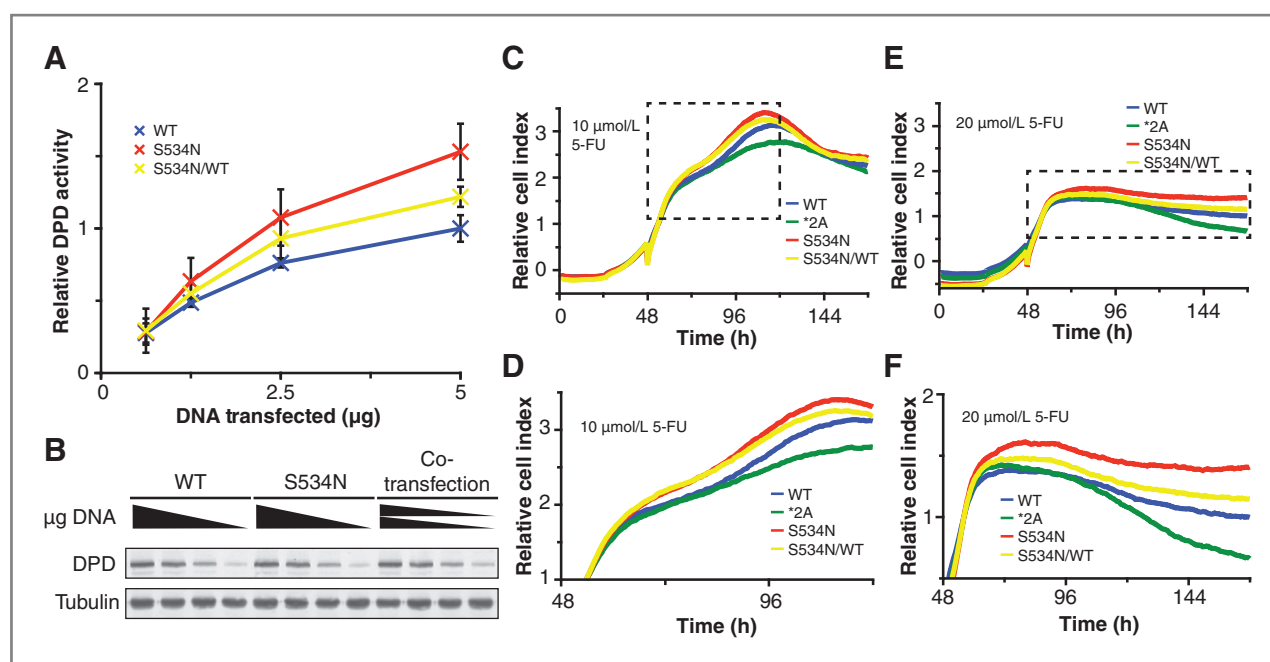 A
Relative DPD activity
2
1
0
WT
S534N
S534N/WT
0
2.5
5
DNA transfected (µg)
B
WT
S534N
Co-
transfection
µg DNA
DPD
Tubulin
C
Relative cell index
3
2
1
0
10 µmol/L
5-FU
WT
*2A
S534N
S534N/WT
0
48
96
144
Time (h)
D
Relative cell index
3
2
1
10 µmol/L 5-FU
WT
*2A
S534N
S534N/WT
48
96
Time (h)
E
Relative cell index
3
2
1
0
20 µmol/L 5-FU
WT
*2A
S534N
S534N/WT
0
48
96
144
Time (h)
F
Relative cell index
2
1
20 µmol/L 5-FU
WT
*2A
S534N
S534N/WT
48
96
144
Time (h)